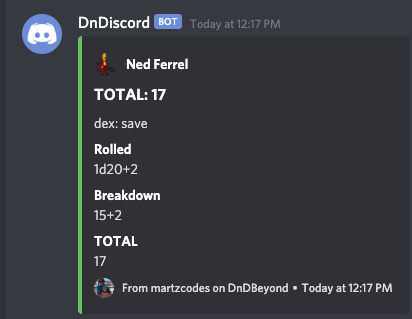 DnDiscord BOT Today at 12:17 PM
Ned Ferrel
TOTAL: 17
dex: save
Rolled
1d20+2
Breakdown
15+2
TOTAL
17
From martzcodes on DnDBeyond • Today at 12:17 PM